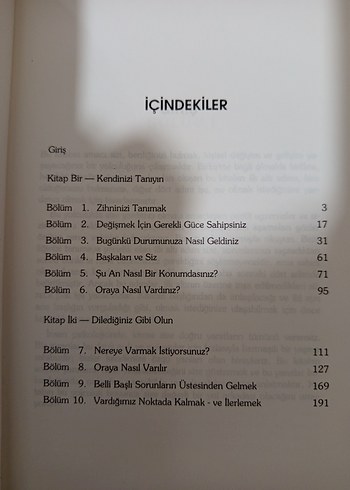 İÇİNDEKİLER
Giriş
Kitap Bir — Kendinizi Tanıyın
Bölüm 1. Zihninizi Tanımak 3
Bölüm 2. Değişmek İçin Gerekli Güce Sahipsiniz 17
Bölüm 3. Bugünkü Durumunuza Nasıl Geldiniz 31
Bölüm 4. Başkaları ve Siz 61
Bölüm 5. Şu An Nasıl Bir Konumdasınız? 71
Bölüm 6. Oraya Nasıl Vardınız? 95
Kitap İki — Dilediğiniz Gibi Olun
Bölüm 7. Nereye Varmak İstiyorsunuz? 111
Bölüm 8. Oraya Nasıl Varılır 127
Bölüm 9. Belli Başlı Sorunların Üstesinden Gelmek 169
Bölüm 10. Vardığımız Noktada Kalmak - ve İlerlemek 191